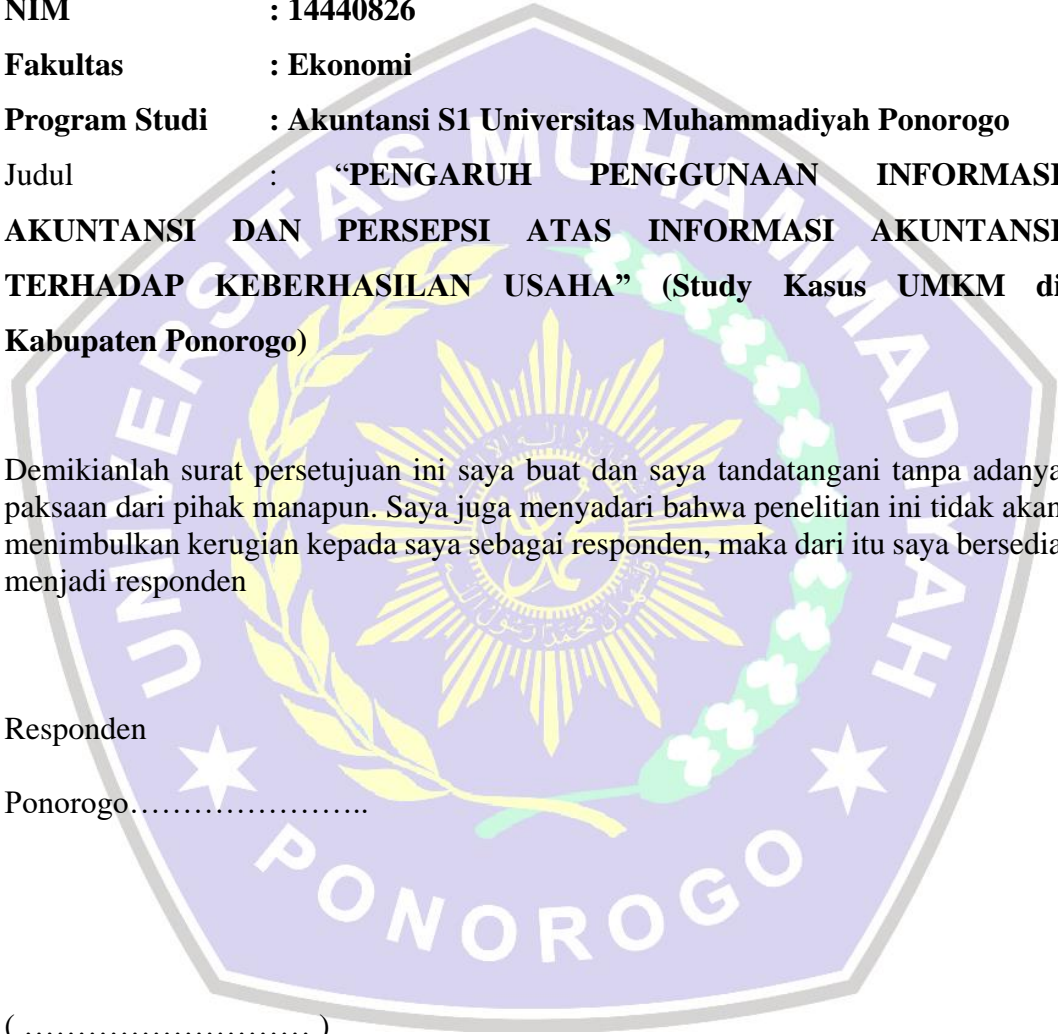 NIM : 14440826
Fakultas : Ekonomi
Program Studi : Akuntansi S1 Universitas Muhammadiyah Ponorogo
Judul : “PENGARUH PENGGUNAAN INFORMASI
AKUNTANSI DAN PERSEPSI ATAS INFORMASI AKUNTANSI
TERHADAP KEBERHASILAN USAHA” (Study Kasus UMKM di
Kabupaten Ponorogo)
Demikianlah surat persetujuan ini saya buat dan saya tandatangani tanpa adanya
paksaan dari pihak manapun. Saya juga menyadari bahwa penelitian ini tidak akan
menimbulkan kerugian kepada saya sebagai responden, maka dari itu saya bersedia
menjadi responden
Responden
Ponorogo…………………..
( ……………………… )
UNIVERSITAS MUHAMMADIYAH
PONOROGO